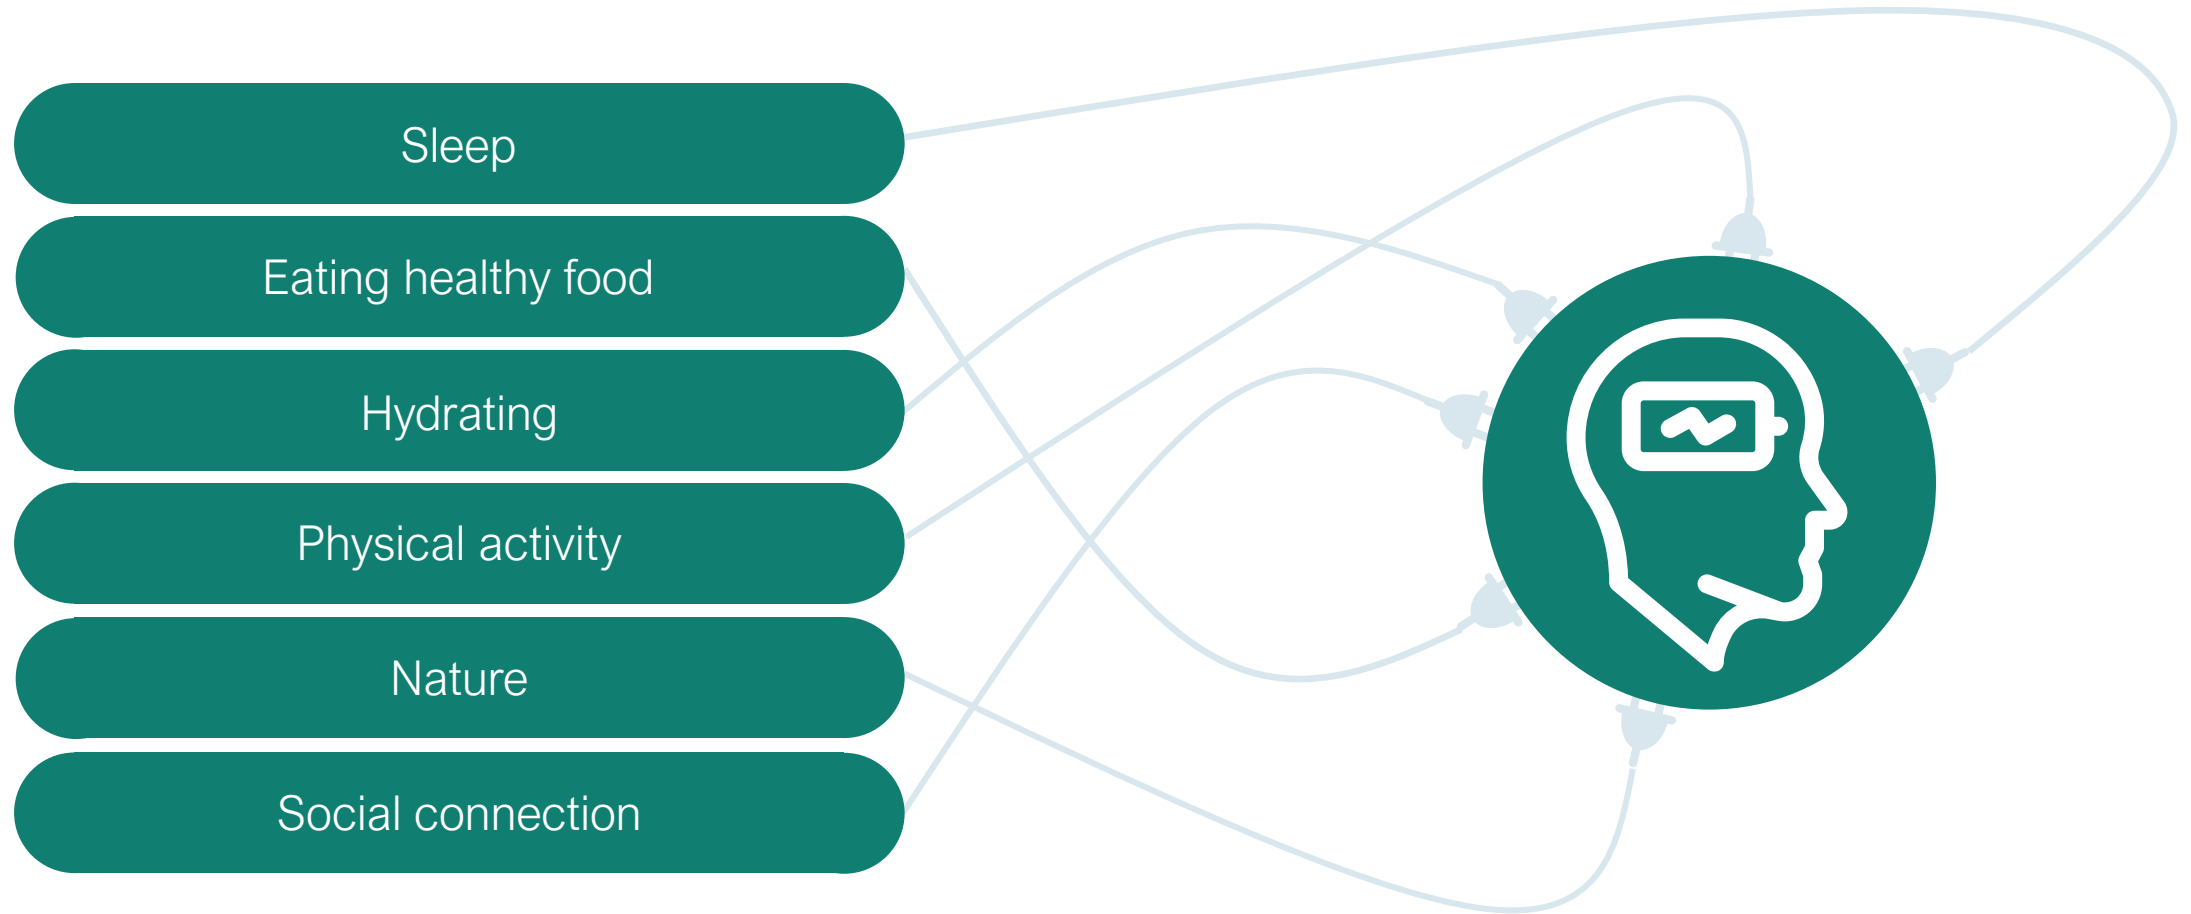 Sleep
Eating healthy food
Hydrating
Physical activity
Nature
Social connection